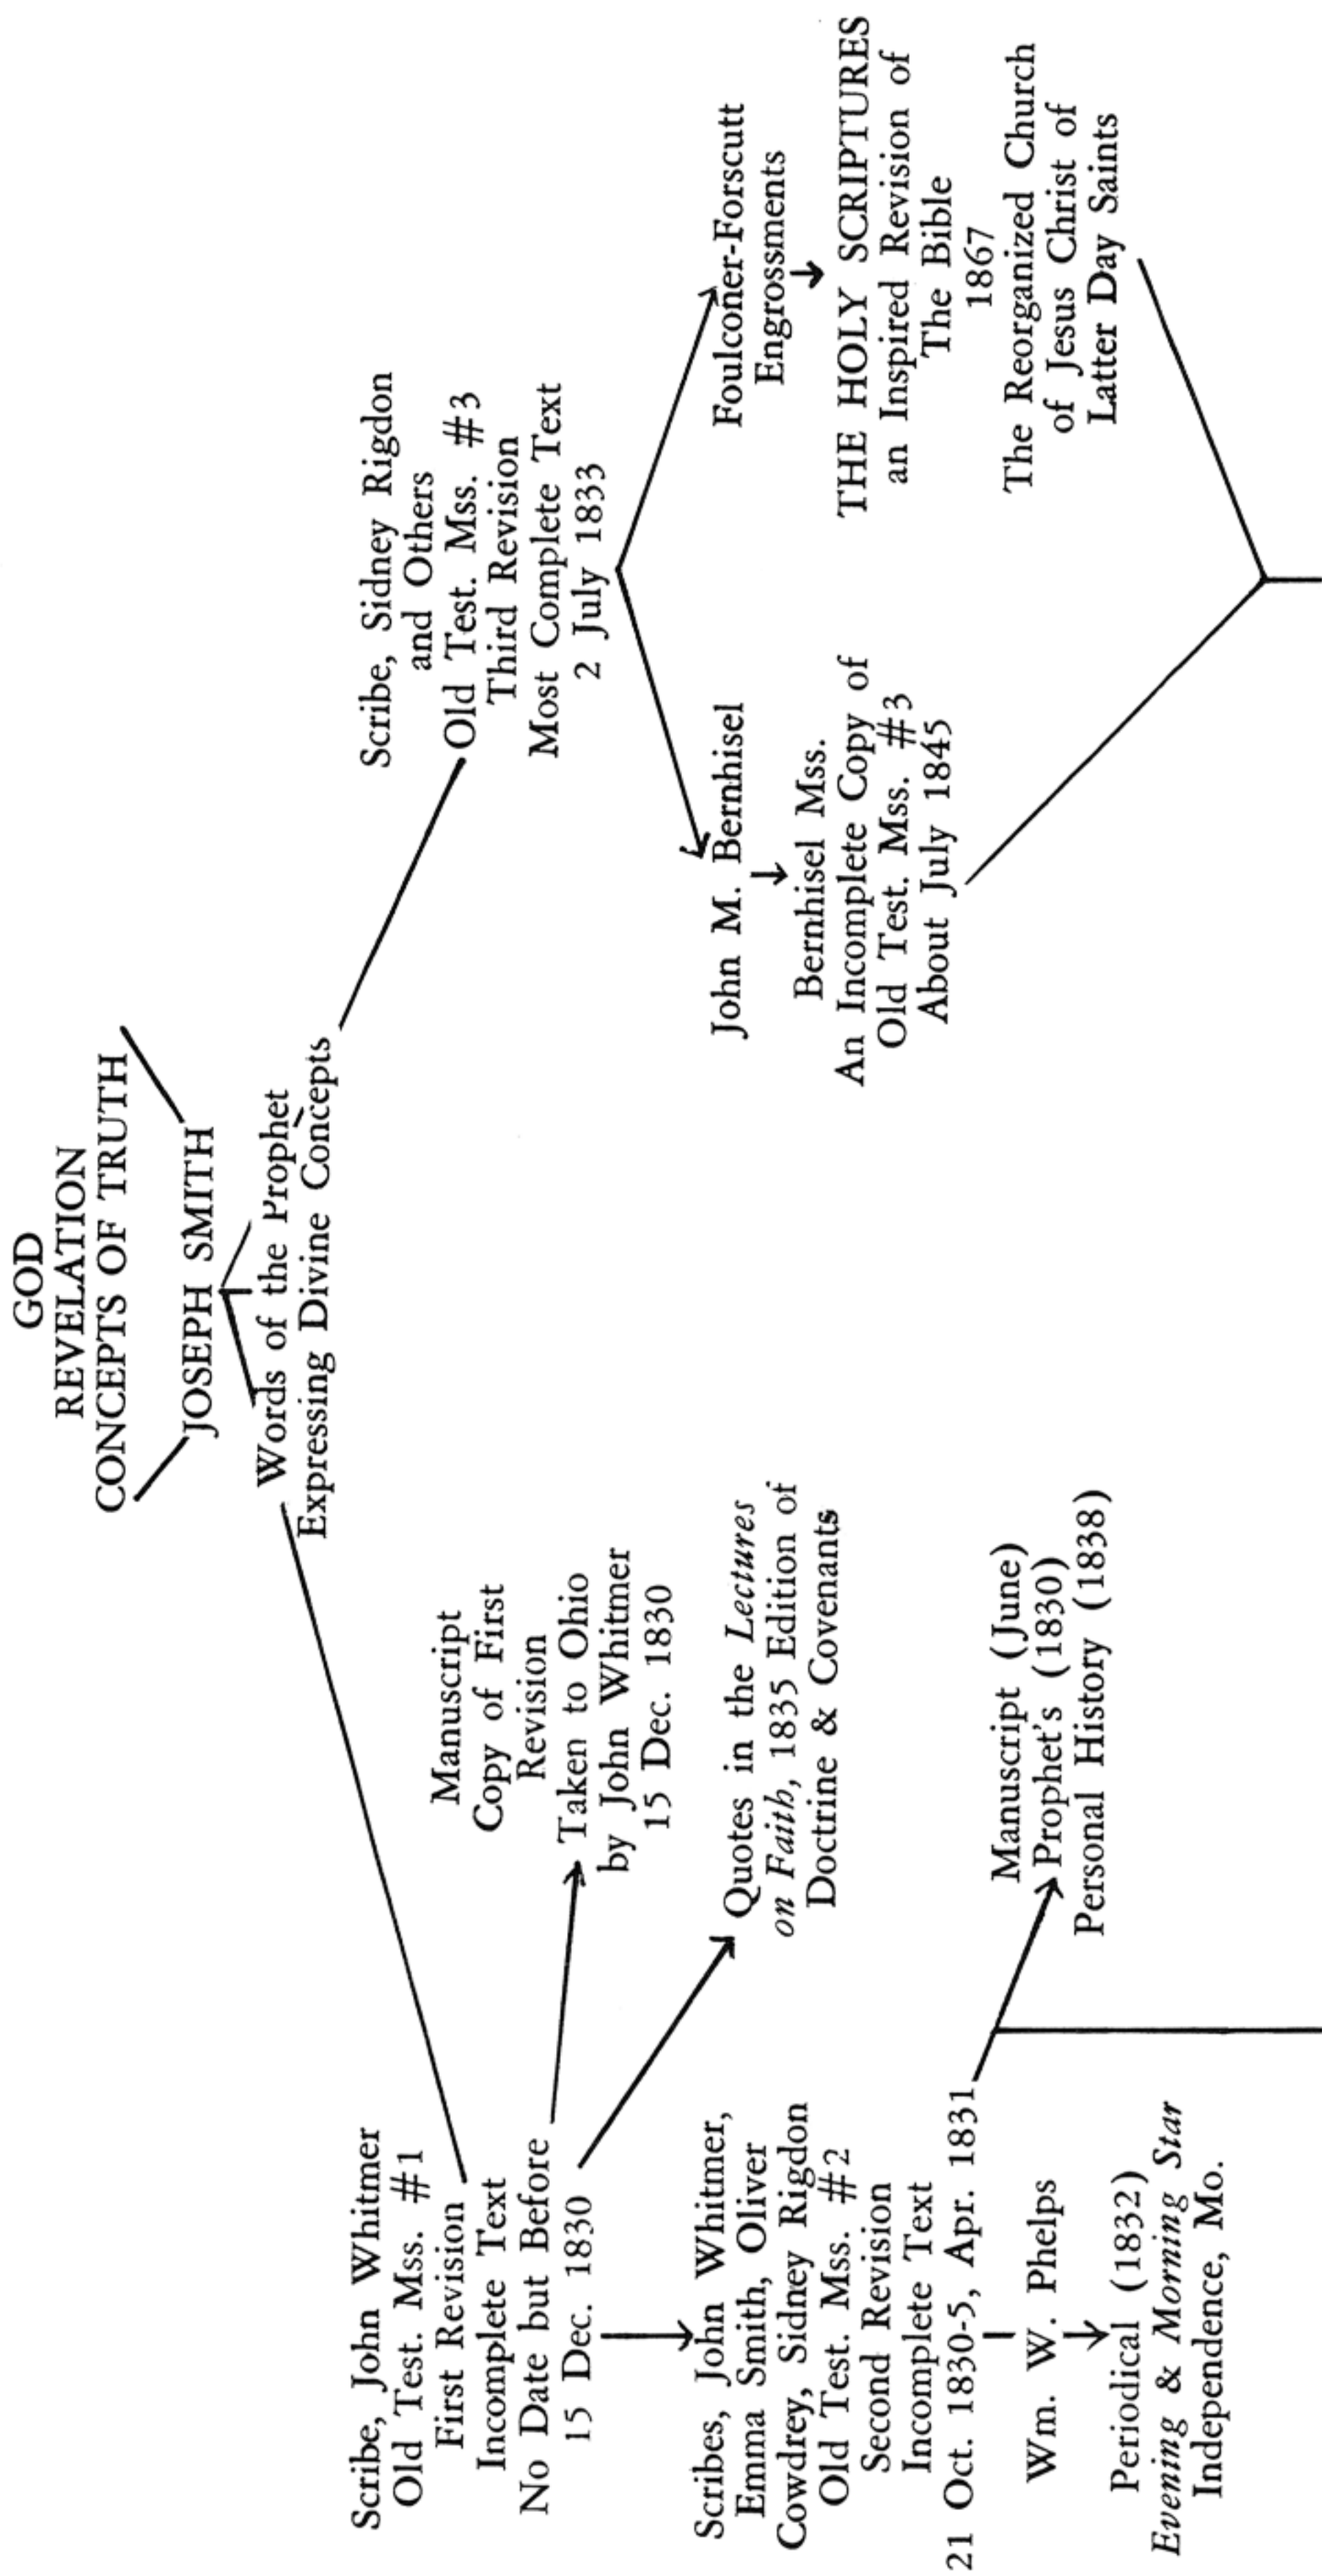 GOD
REVELATION
CONCEPTS OF TRUTH
JOSEPH SMITH
Words of the Prophet
Expressing Divine Concepts
Scribe, John Whitmer
Old Test. Mss. #1
First Revision
Incomplete Text
No Date but Before
15 Dec. 1830
Manuscript
Copy of First
Revision
Taken to Ohio
by John Whitmer
15 Dec. 1830
Quotes in the Lectures
on Faith, 1835 Edition of
Doctrine & Covenants
Scribes, John Whitmer,
Emma Smith, Oliver
Cowdrey, Sidney Rigdon
Old Test. Mss. #2
Second Revision
Incomplete Text
21 Oct. 1830-5, Apr. 1831
Manuscript (June)
Prophet's (1830)
Personal History (1838)
Wm. W. Phelps
Periodical (1832)
Evening & Morning Star
Independence, Mo.
Scribe, Sidney Rigdon
and Others
Old Test. Mss. #3
Third Revision
Most Complete Text
2 July 1833
John M. Bernhisel
Bernhisel Mss.
An Incomplete Copy of
Old Test. Mss. #3
About July 1845
Foulconer-Forscutt
Engrossments
THE HOLY SCRIPTURES
an Inspired Revision of
The Bible
1867
The Reorganized Church
of Jesus Christ of
Latter Day Saints